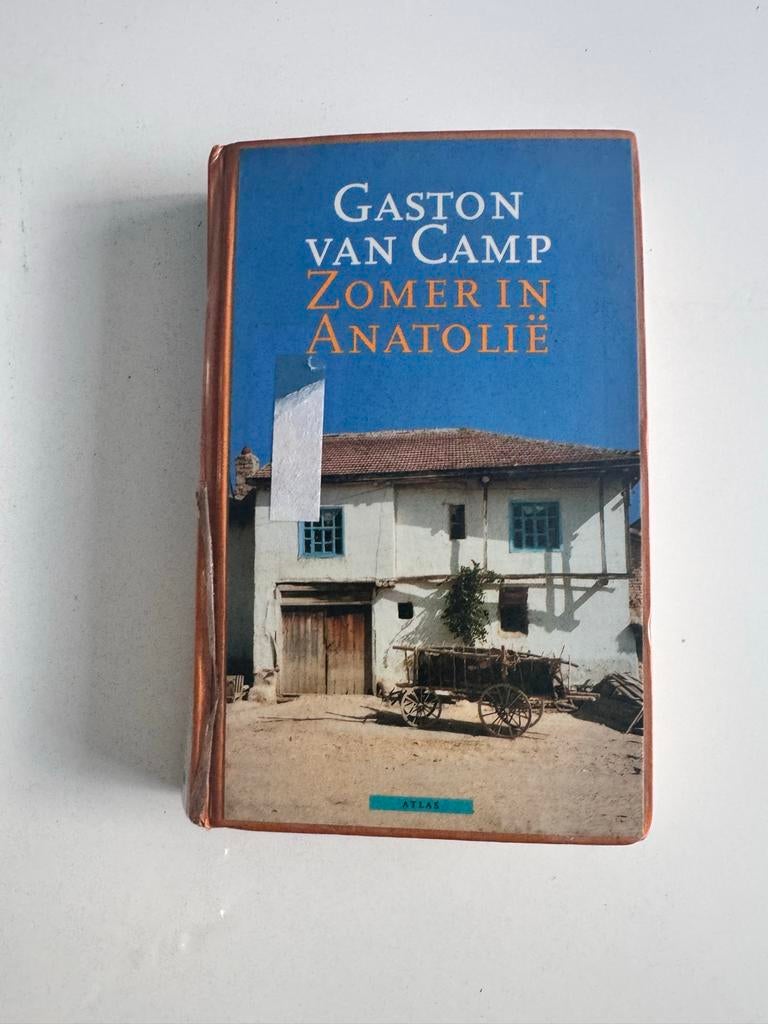 GASTON
VAN CAMP
ZOMER IN
ANATOLIË
ATLAS